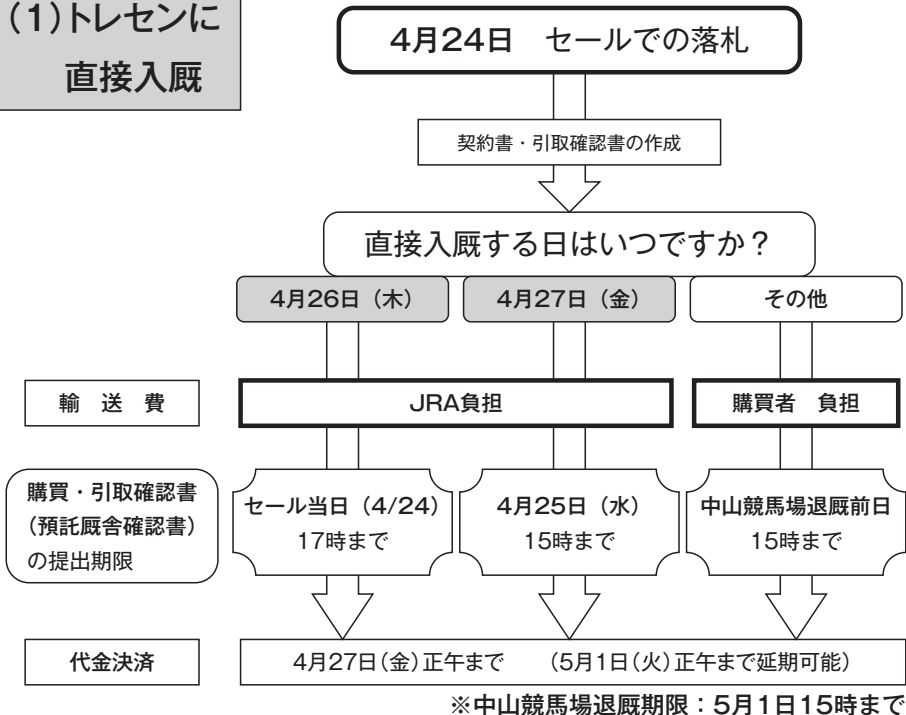 (1)トレセンに
直接入厩
4月24日　セールでの落札
契約書・引取確認書の作成
直接入厩する日はいつですか？
4月26日（木）
4月27日（金）
その他
輸　送　費
JRA負担
購買者　負担
購買・引取確認書
（預託厩舎確認書）
の提出期限
セール当日（4/24）
17時まで
4月25日（水）
15時まで
中山競馬場退厩前日
15時まで
代金決済
4月27日(金)正午まで　　(5月1日(火)正午まで延期可能)
※中山競馬場退厩期限：5月1日15時まで